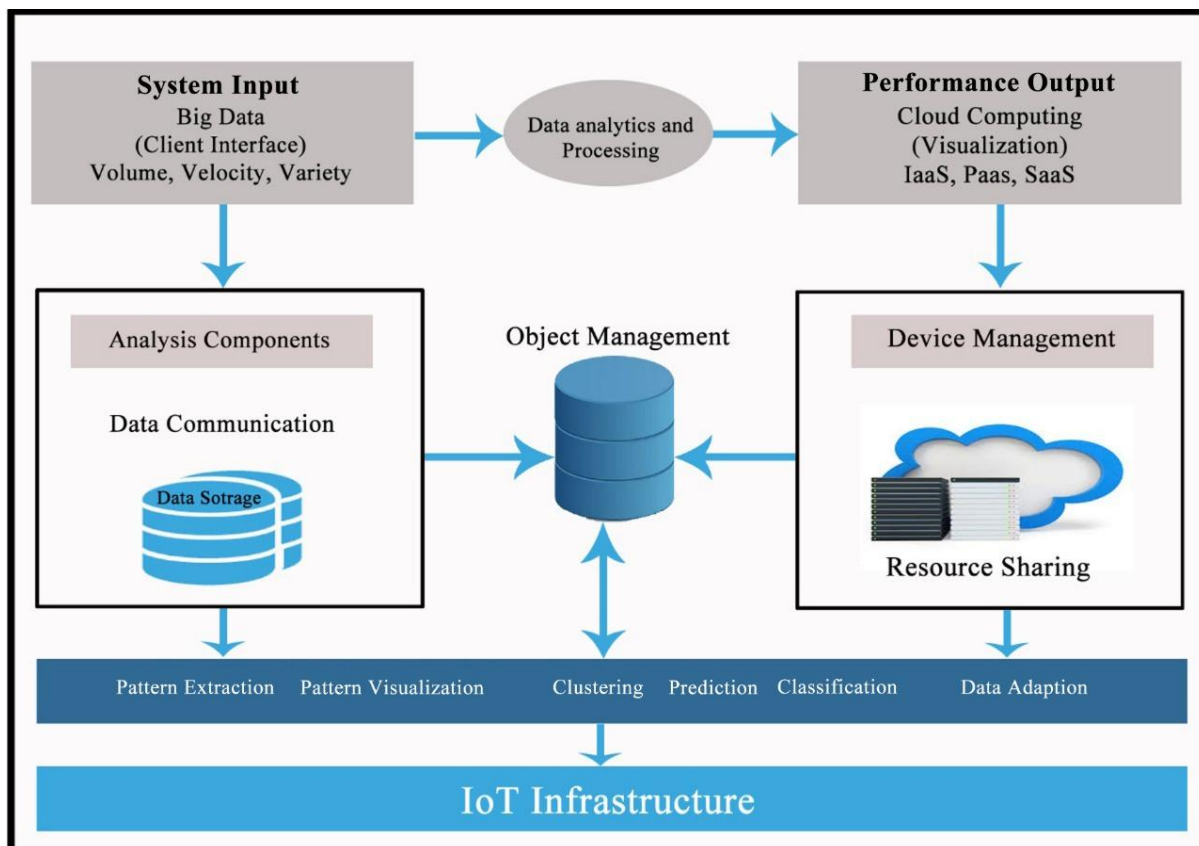 System Input
Big Data
(Client Interface)
Volume, Velocity, Variety
Data analytics and
Processing
Performance Output
Cloud Computing
(Visualization)
IaaS, Paas, SaaS
Analysis Components
Data Communication
Data Sotrage
Object Management
Device Management
Resource Sharing
Pattern Extraction Pattern Visualization Clustering Prediction Classification Data Adaption
IoT Infrastructure